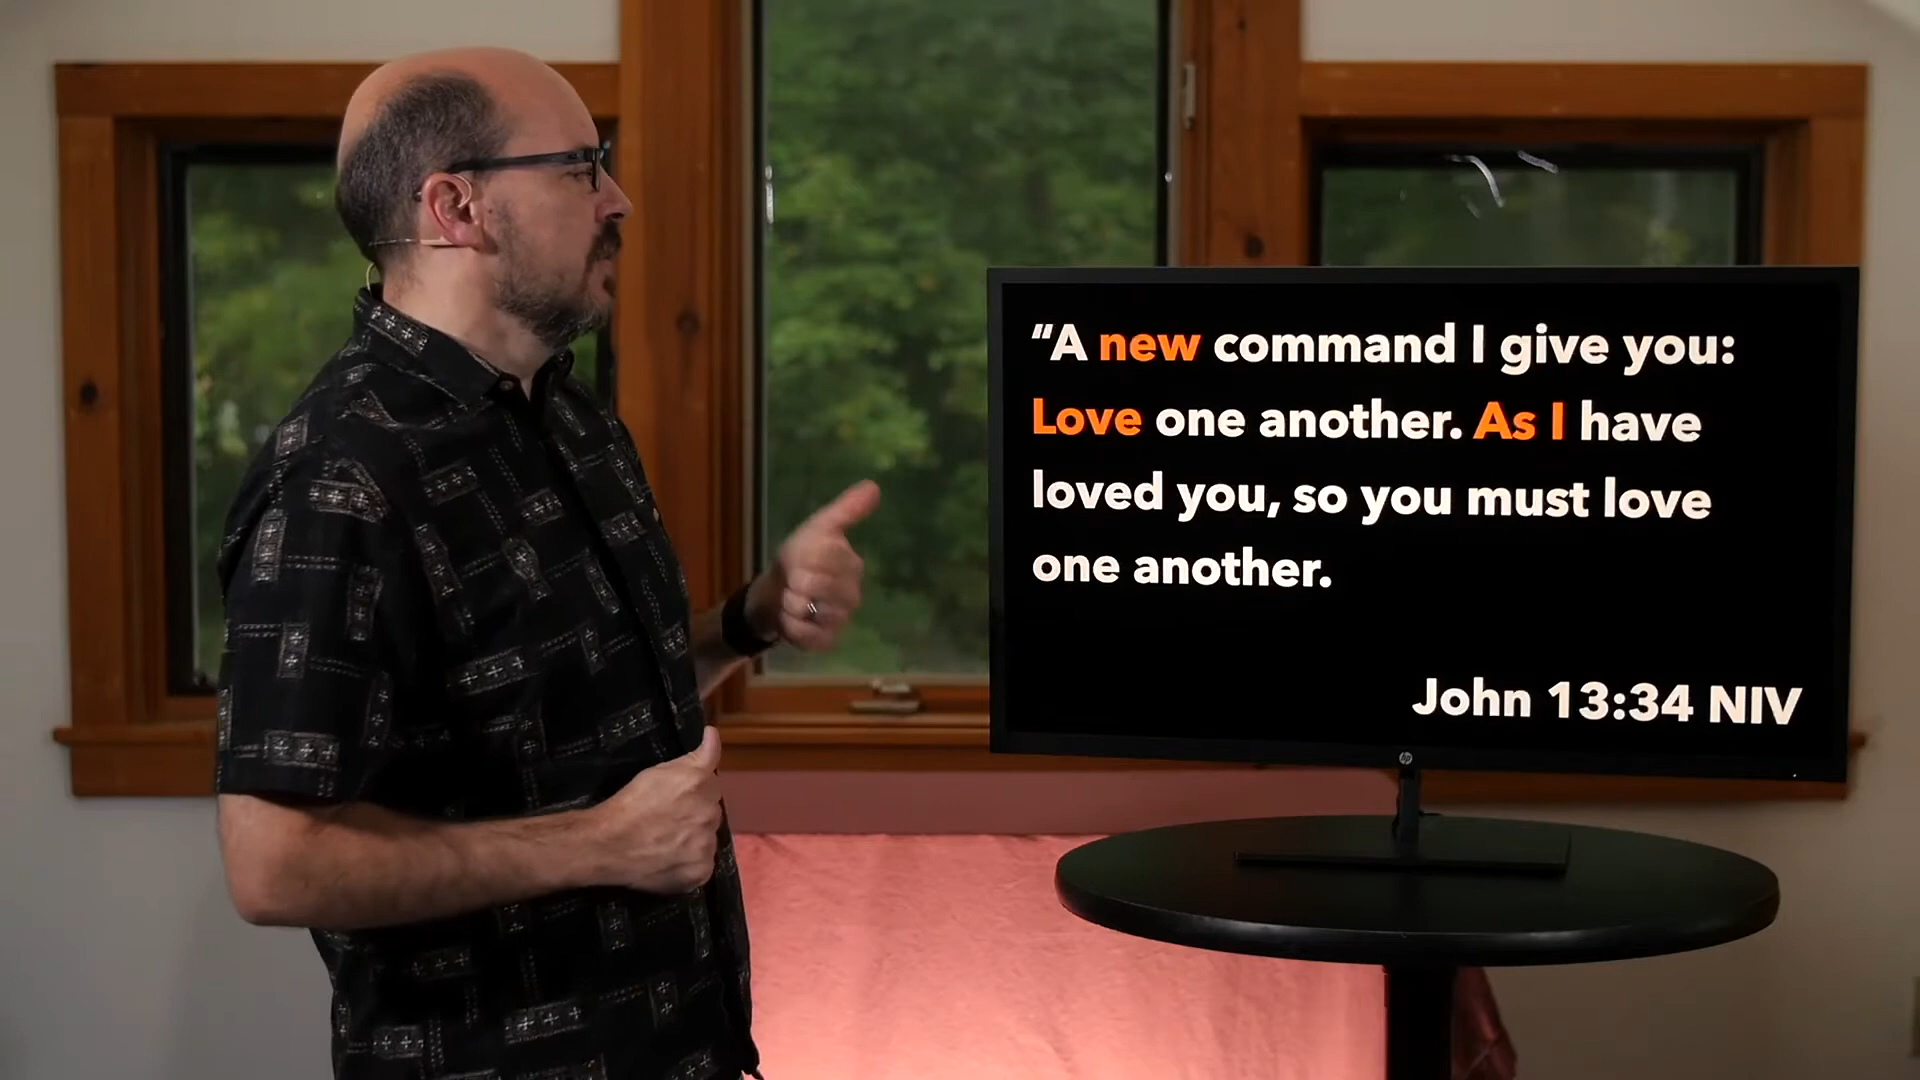 “A new command I give you:
Love one another. As I have
loved you, so you must love
one another.
John 13:34 NIV
hp